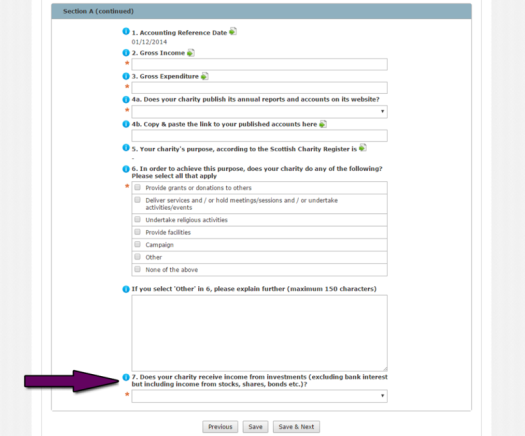 Section A (continued)
1. Accounting Reference Date
01/12/2014
2. Gross Income
*
3. Gross Expenditure
*
4a. Does your charity publish its annual reports and accounts on its website?
*
4b. Copy & paste the link to your published accounts here
5. Your charity's purpose, according to the Scottish Charity Register is
-
6. In order to achieve this purpose, does your charity do any of the following?
Please select all that apply
* Provide grants or donations to others
Deliver services and / or hold meetings/sessions and / or undertake
activities/events
Undertake religious activities
Provide facilities
Campaign
Other
None of the above
If you select 'Other' in 6, please explain further (maximum 150 characters)
7. Does your charity receive income from investments (excluding bank interest
but including income from stocks, shares, bonds etc.)?
*
Previous Save Save & Next